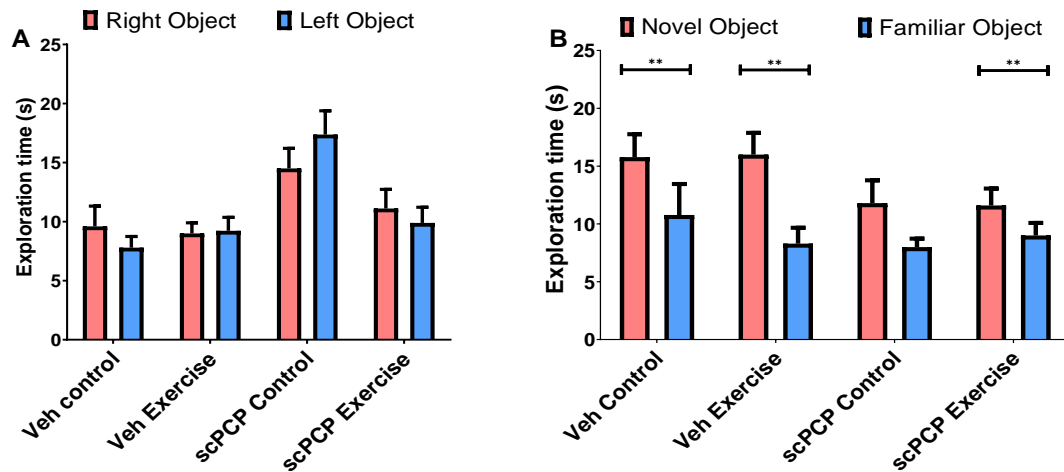 A
Right Object Left Object
Exploration time (s)
25
20
15
10
5
0
Veh control
Veh Exercise
scPCP Control
scPCP Exercise
B
Novel Object Familiar Object
Exploration time (s)
25
20
15
10
5
0
** ** **
Veh Control
Veh Exercise
scPCP Control
scPCP Exercise